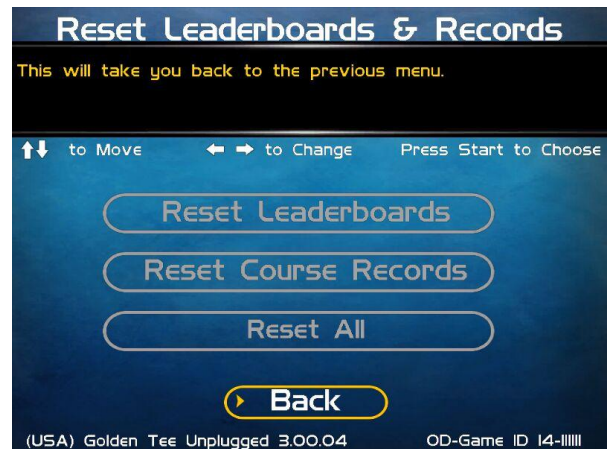 Reset Leaderboards & Records
This will take you back to the previous menu.
to Move to Change Press Start to Choose
Reset Leaderboards
Reset Course Records
Reset All
Back
(USA) Golden Tee Unplugged 3.00.04 OD-Game ID 14-111111